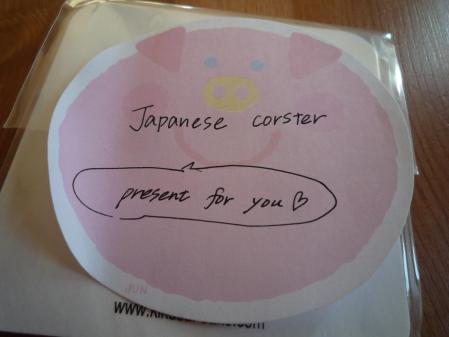 Japanese corster
present for you♡
JUN